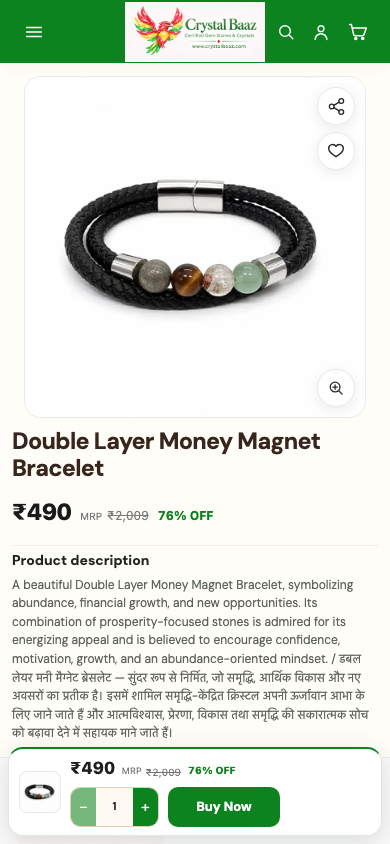 Crystal Baaz
Certified Gem Stones & Crystals
www.crystalbaaz.com
Double Layer Money Magnet
Bracelet
₹490 MRP ₹2,009 76% OFF
Product description
A beautiful Double Layer Money Magnet Bracelet, symbolizing
abundance, financial growth, and new opportunities. Its
combination of prosperity-focused stones is admired for its
energizing appeal and is believed to encourage confidence,
motivation, growth, and an abundance-oriented mindset. / डबल
लेयर मनी मैग्नेट ब्रेसलेट — सुंदर रूप से निर्मित, जो समृद्धि, आर्थिक विकास और नए
अवसरों का प्रतीक है। इसमें शामिल समृद्धि-केंद्रित क्रिस्टल अपनी ऊर्जावान आभा के
लिए जाने जाते हैं और आत्मविश्वास, प्रेरणा, विकास तथा समृद्धि की सकारात्मक सोच
को बढ़ावा देने में सहायक माने जाते हैं।
₹490 MRP ₹2,009 76% OFF
− 1 + Buy Now